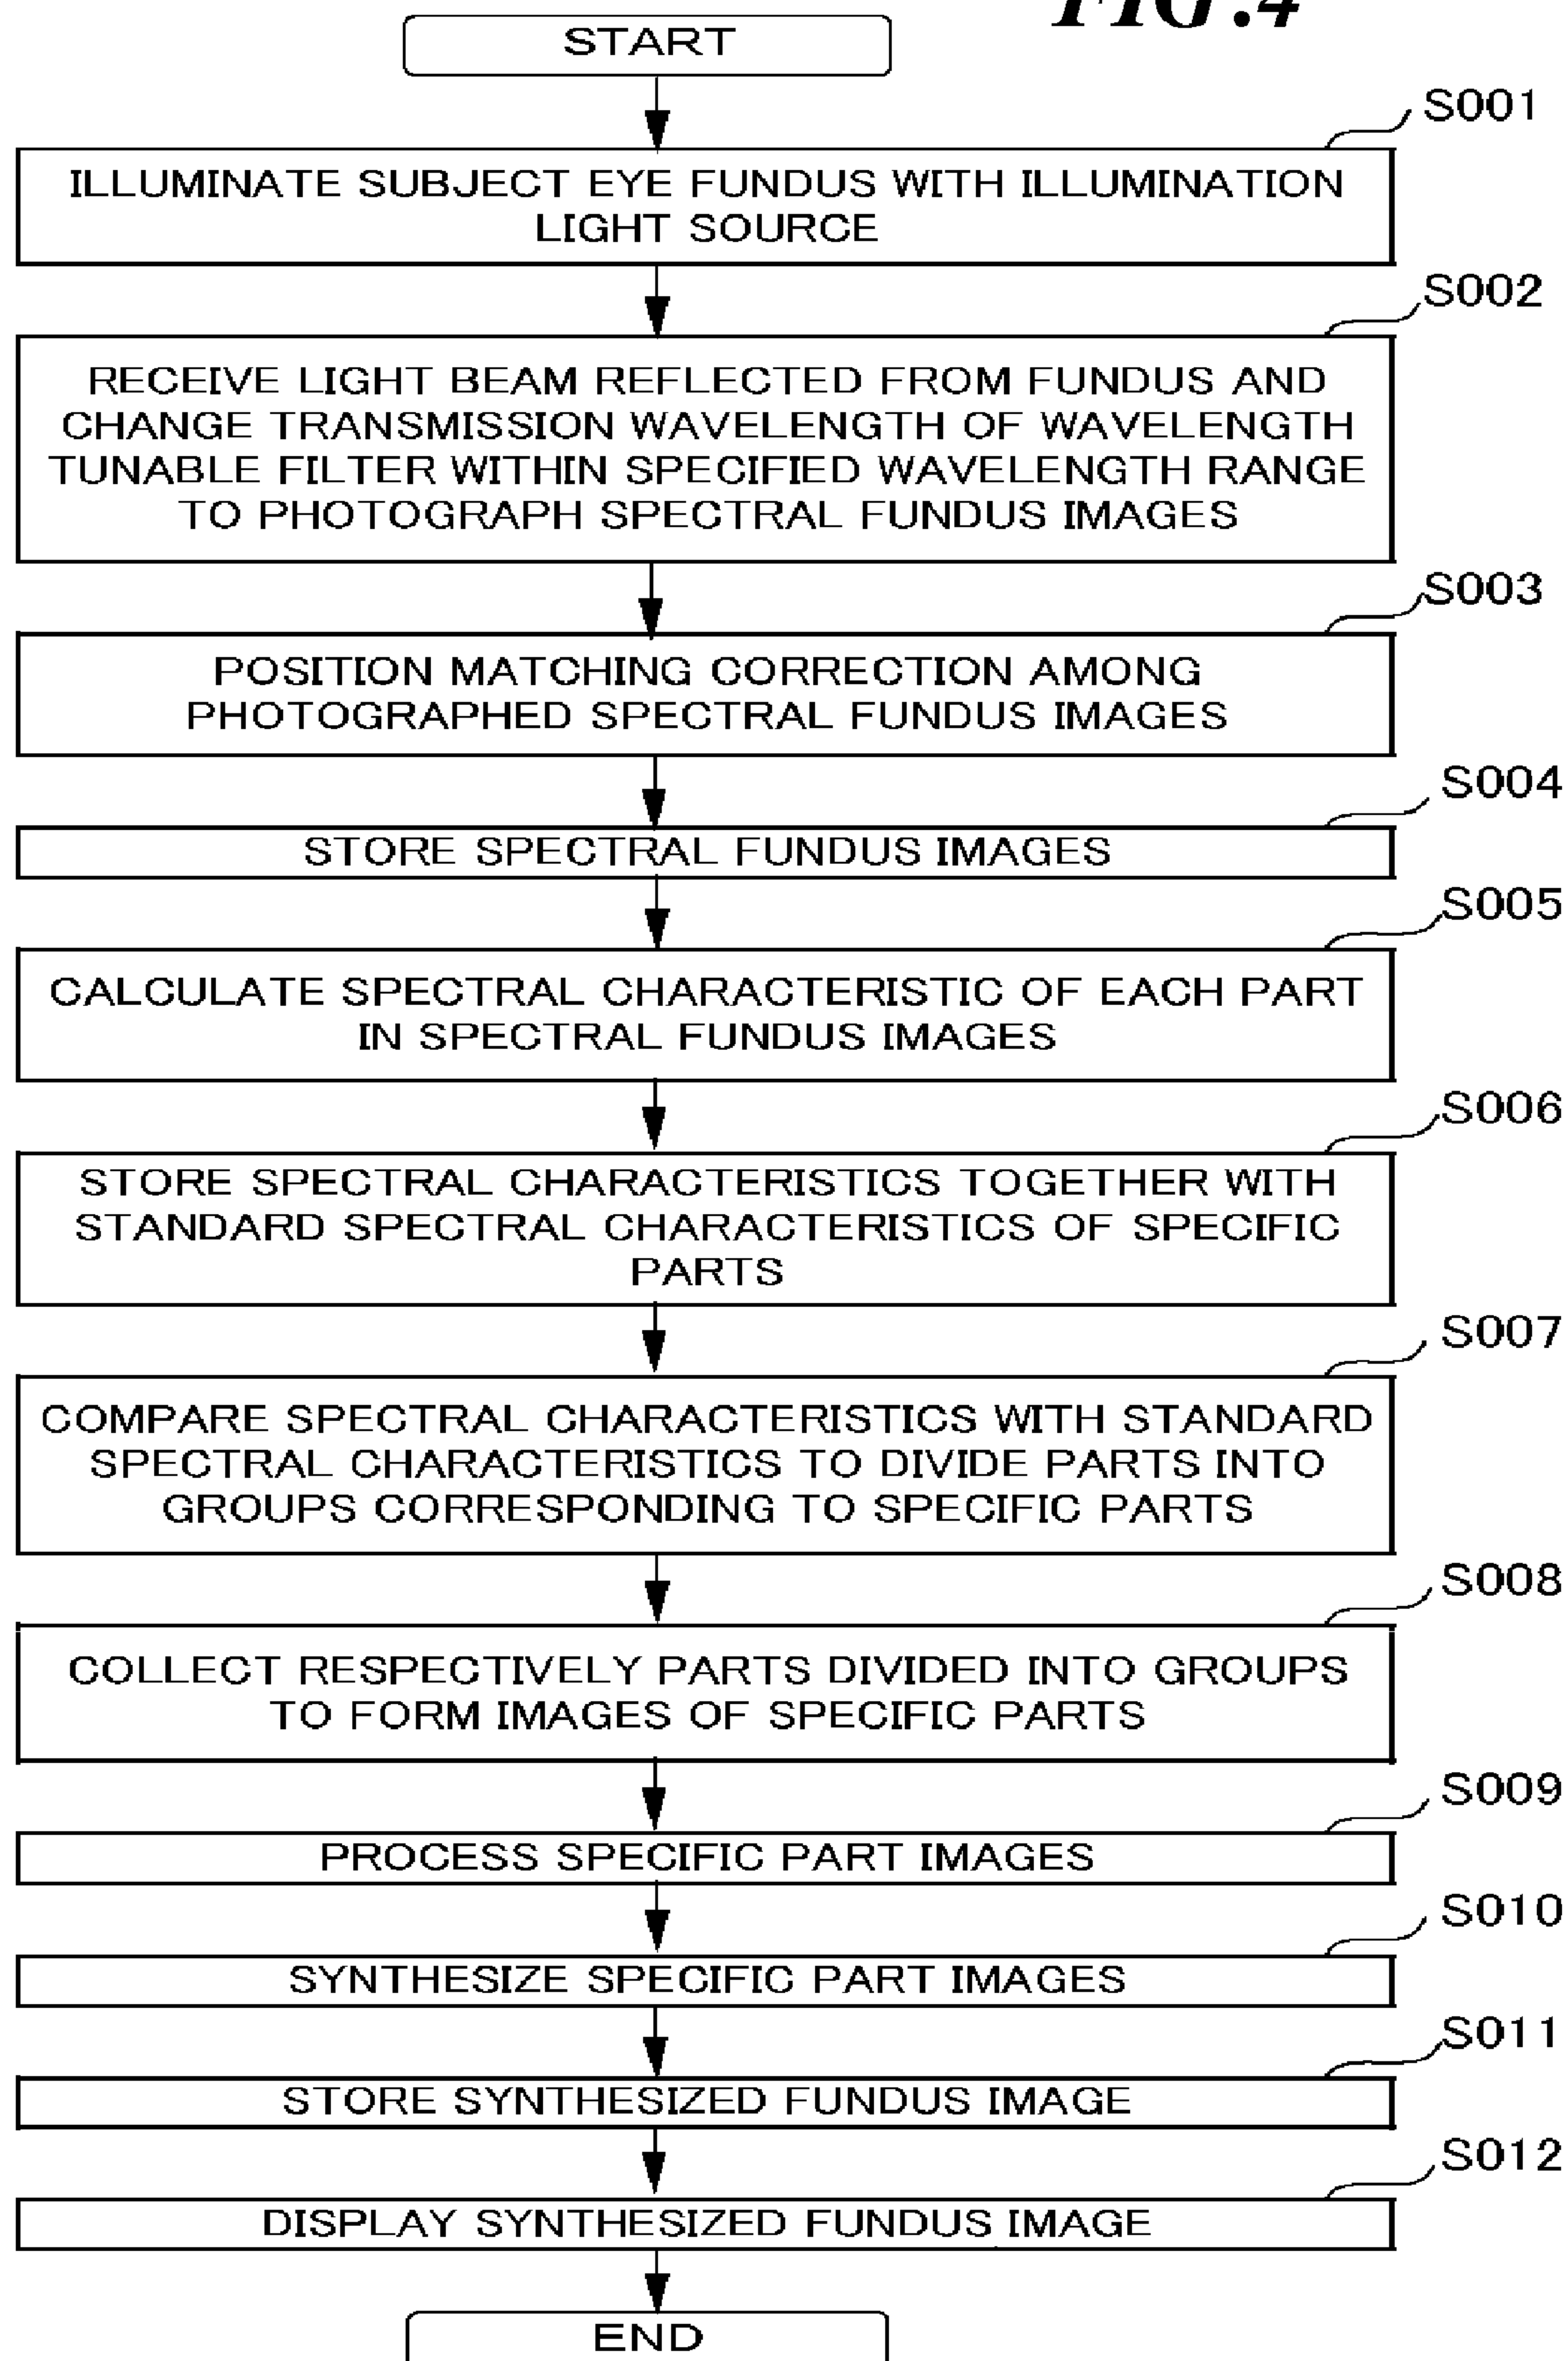 FIG.4
START
S001
ILLUMINATE SUBJECT EYE FUNDUS WITH ILLUMINATION
LIGHT SOURCE
S002
RECEIVE LIGHT BEAM REFLECTED FROM FUNDUS AND
CHANGE TRANSMISSION WAVELENGTH OF WAVELENGTH
TUNABLE FILTER WITHIN SPECIFIED WAVELENGTH RANGE
TO PHOTOGRAPH SPECTRAL FUNDUS IMAGES
S003
POSITION MATCHING CORRECTION AMONG
PHOTOGRAPHED SPECTRAL FUNDUS IMAGES
S004
STORE SPECTRAL FUNDUS IMAGES
S005
CALCULATE SPECTRAL CHARACTERISTIC OF EACH PART
IN SPECTRAL FUNDUS IMAGES
S006
STORE SPECTRAL CHARACTERISTICS TOGETHER WITH
STANDARD SPECTRAL CHARACTERISTICS OF SPECIFIC
PARTS
S007
COMPARE SPECTRAL CHARACTERISTICS WITH STANDARD
SPECTRAL CHARACTERISTICS TO DIVIDE PARTS INTO
GROUPS CORRESPONDING TO SPECIFIC PARTS
S008
COLLECT RESPECTIVELY PARTS DIVIDED INTO GROUPS
TO FORM IMAGES OF SPECIFIC PARTS
S009
PROCESS SPECIFIC PART IMAGES
S010
SYNTHESIZE SPECIFIC PART IMAGES
S011
STORE SYNTHESIZED FUNDUS IMAGE
S012
DISPLAY SYNTHESIZED FUNDUS IMAGE
END